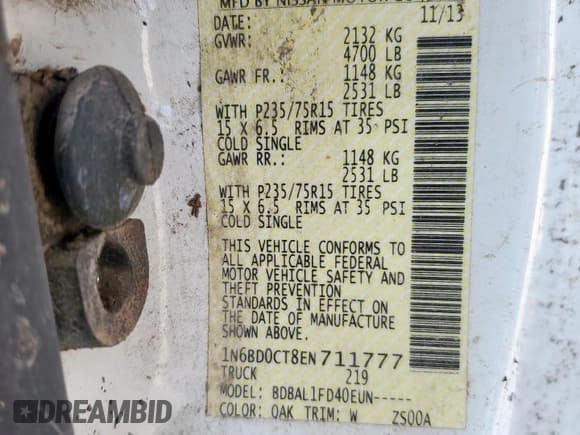 MFD BY NISSAN MOTOR
DATE: 11/13
GVWR: 2132 KG
4700 LB
GAWR FR.: 1148 KG
2531 LB
WITH P235/75R15 TIRES
15 X 6.5 RIMS AT 35 PSI
COLD SINGLE
GAWR RR.: 1148 KG
2531 LB
WITH P235/75R15 TIRES
15 X 6.5 RIMS AT 35 PSI
COLD SINGLE
THIS VEHICLE CONFORMS TO
ALL APPLICABLE FEDERAL
MOTOR VEHICLE SAFETY AND
THEFT PREVENTION
STANDARDS IN EFFECT ON
THE DATE OF MANUFACTURE
SHOWN ABOVE.
1N6BD0CT8EN711777
TRUCK 219
MODEL: BDBAL1FD40EUN-----
COLOR: QAK TRIM: W ZS00A
DREAMBID